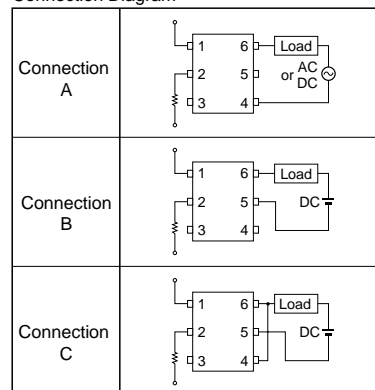 Connection Diagram
Connection
A
1 6 Load
2 5 or AC
DC
3 4
Connection
B
1 6 Load
2 5 DC
3 4
Connection
C
1 6 Load
2 5 DC
3 4